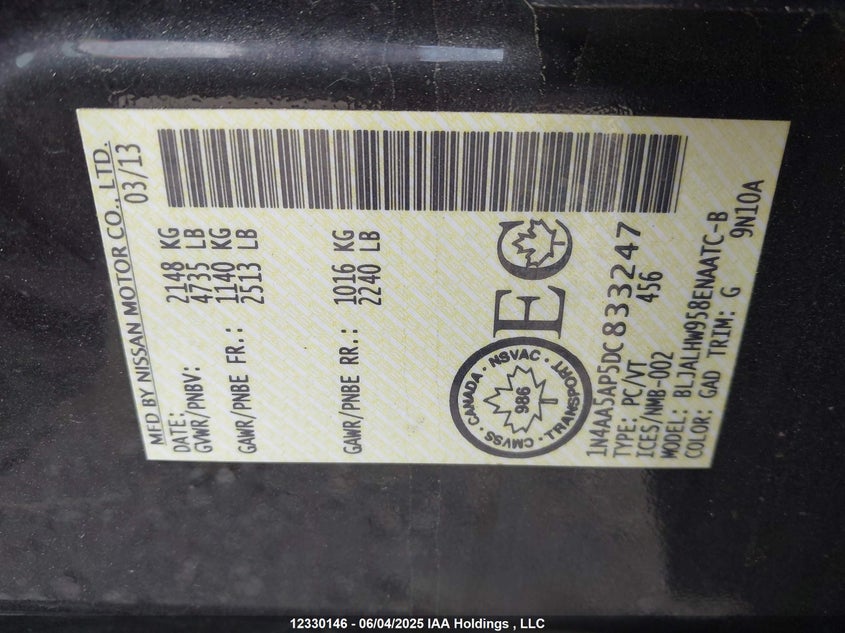 MFD BY NISSAN MOTOR CO., LTD.
DATE: 03/13
GVWR/PNBV: 2148 KG
4735 LB
GAWR/PNBE FR.: 1140 KG
2513 LB
GAWR/PNBE RR.: 1016 KG
2240 LB
CANADA · NSVAC · TRANSPORT · CMVSS ·
986
EC
1N4AA5AP5DC833247
TYPE: PC/VT 456
ICES/NMB-002
MODEL: BLJALHW958ENAATC-B
COLOR: GAD TRIM: G 9N10A
12330146 - 06/04/2025 IAA Holdings , LLC